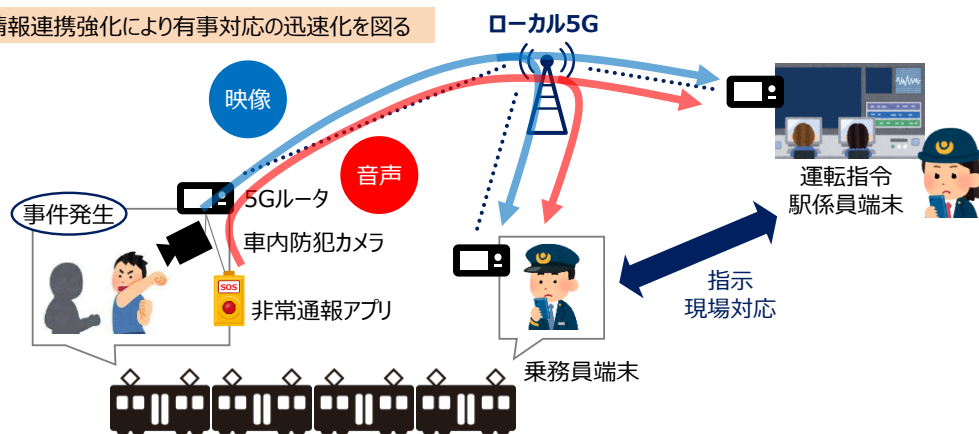 情報連携強化により有事対応の迅速化を図る
ローカル5G
映像
音声
事件発生
5Gルータ
車内防犯カメラ
SOS
非常通報アプリ
運転指令
駅係員端末
指示
現場対応
乗務員端末